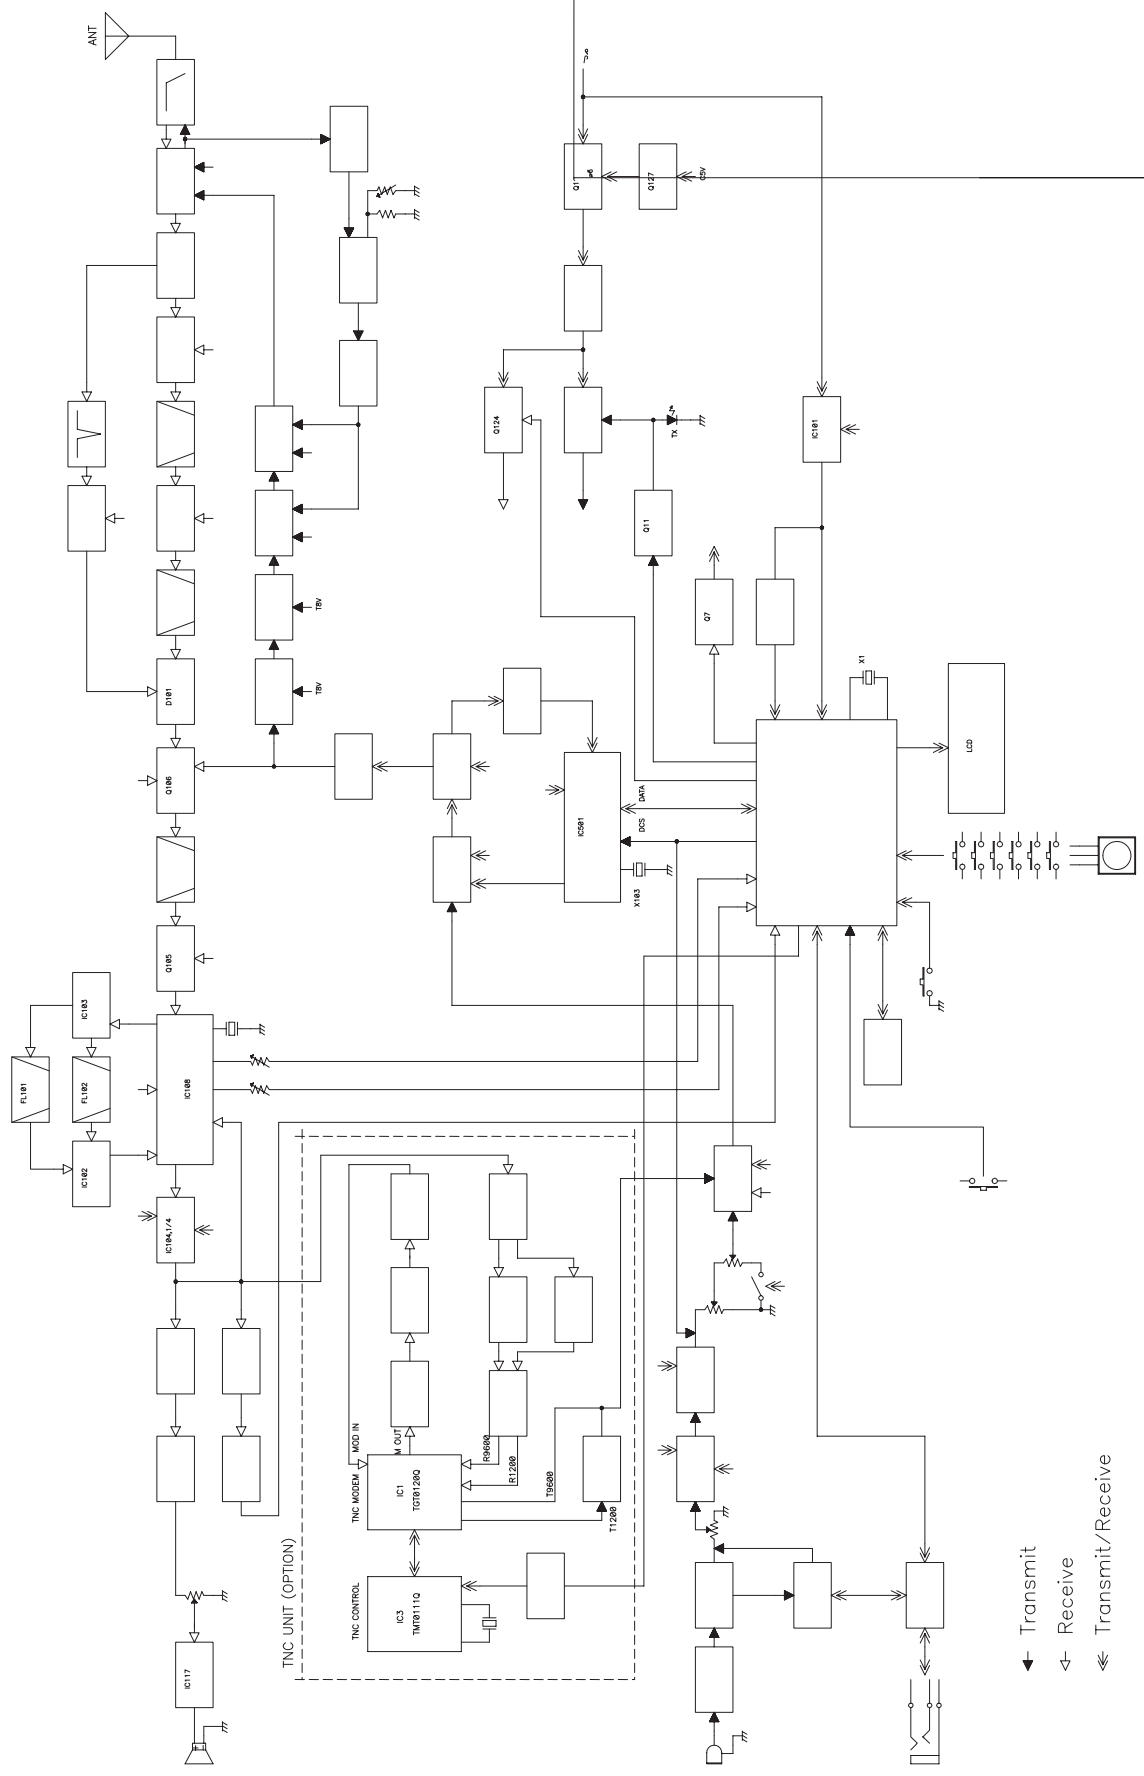 ANT
Q1
Q127
C5V
Q124
TX
IC101
Q11
Q7
X1
LCD
T8V
T8V
D101
Q106
Q105
IC103
FL101
FL102
IC102
IC108
IC104,1/4
IC501
DATA
DCS
X103
IC117
TNC UNIT (OPTION)
TNC MODEM
MOD IN
M OUT
IC1
TGT0120Q
R9600
R1200
T9600
T1200
TNC CONTROL
IC3
TMT0111Q
Transmit
Receive
Transmit/Receive